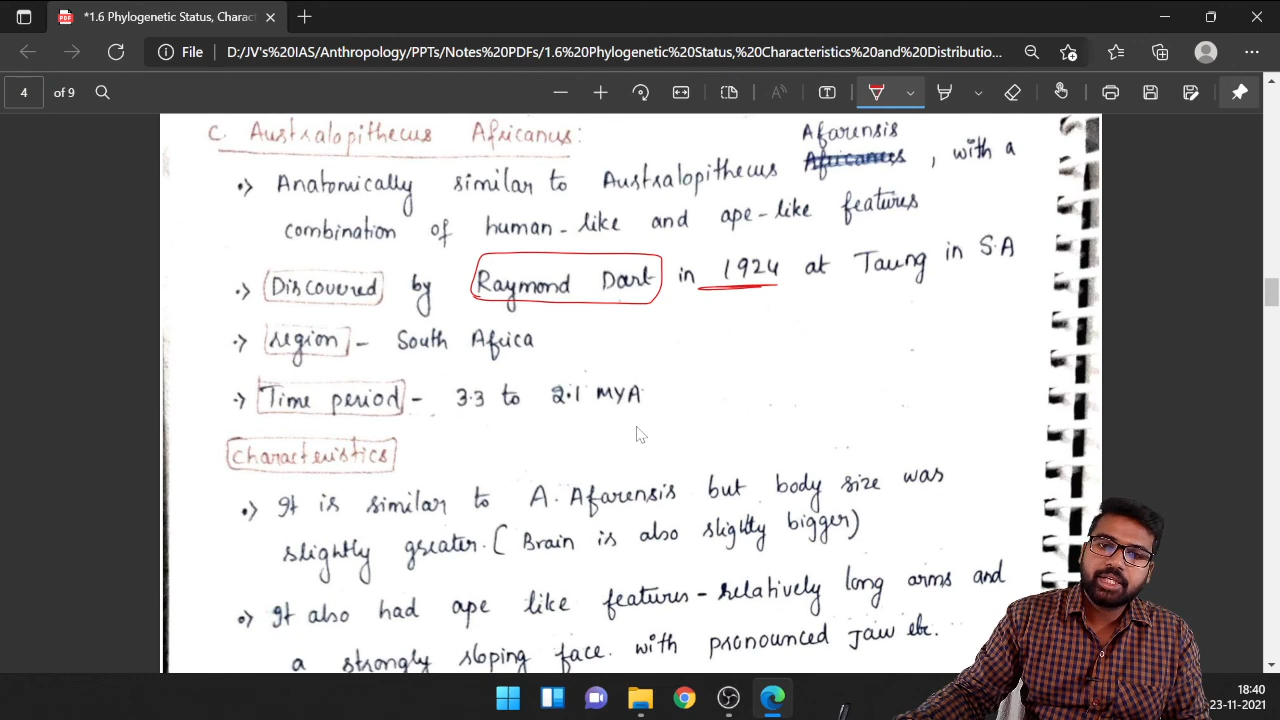 *1.6 Phylogenetic Status, Charact
File
D:/JV's%20IAS/Anthropology/PPTs/Notes%20PDFs/1.6%20Phylogenetic%20Status,%20Characteristics%20and%20Distributio...
4 of 9
C. Australopithecus Africanus:
Afarensis
Anatomically similar to Australopithecus Africanus, with a
combination of human-like and ape-like features
Discovered by Raymond Dart in 1924 at Taung in S.A
region - South Africa
Time period - 3.3 to 2.1 MYA
Characteristics
It is similar to A. Afarensis but body size was
slightly greater. (Brain is also slightly bigger)
It also had ape like features - relatively long arms and
a strongly sloping face. with pronounced jaw etc.
18:40
23-11-2021